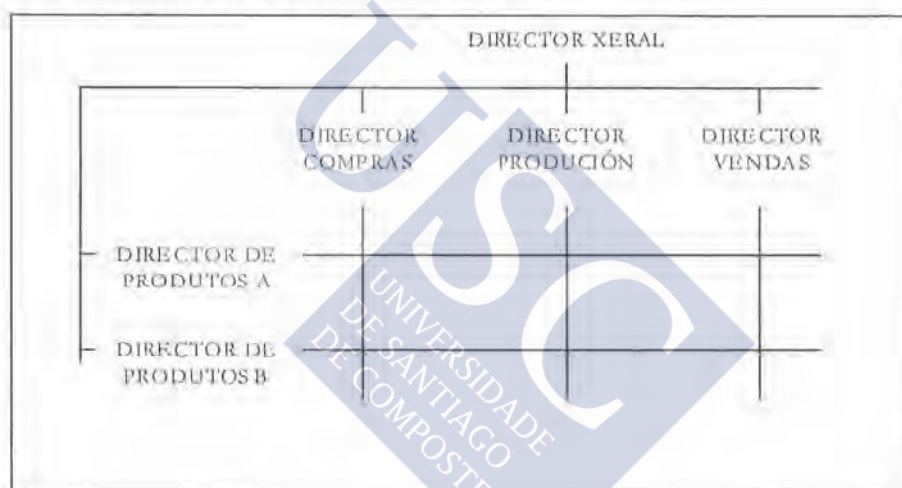 DIRECTOR XERAL
DIRECTOR
COMPRAS
DIRECTOR
PRODUCIÓN
DIRECTOR
VENDAS
DIRECTOR DE
PRODUTOS A
DIRECTOR DE
PRODUTOS B
USC
UNIVERSIDADE
DE SANTIAGO
DE COMPOSTE